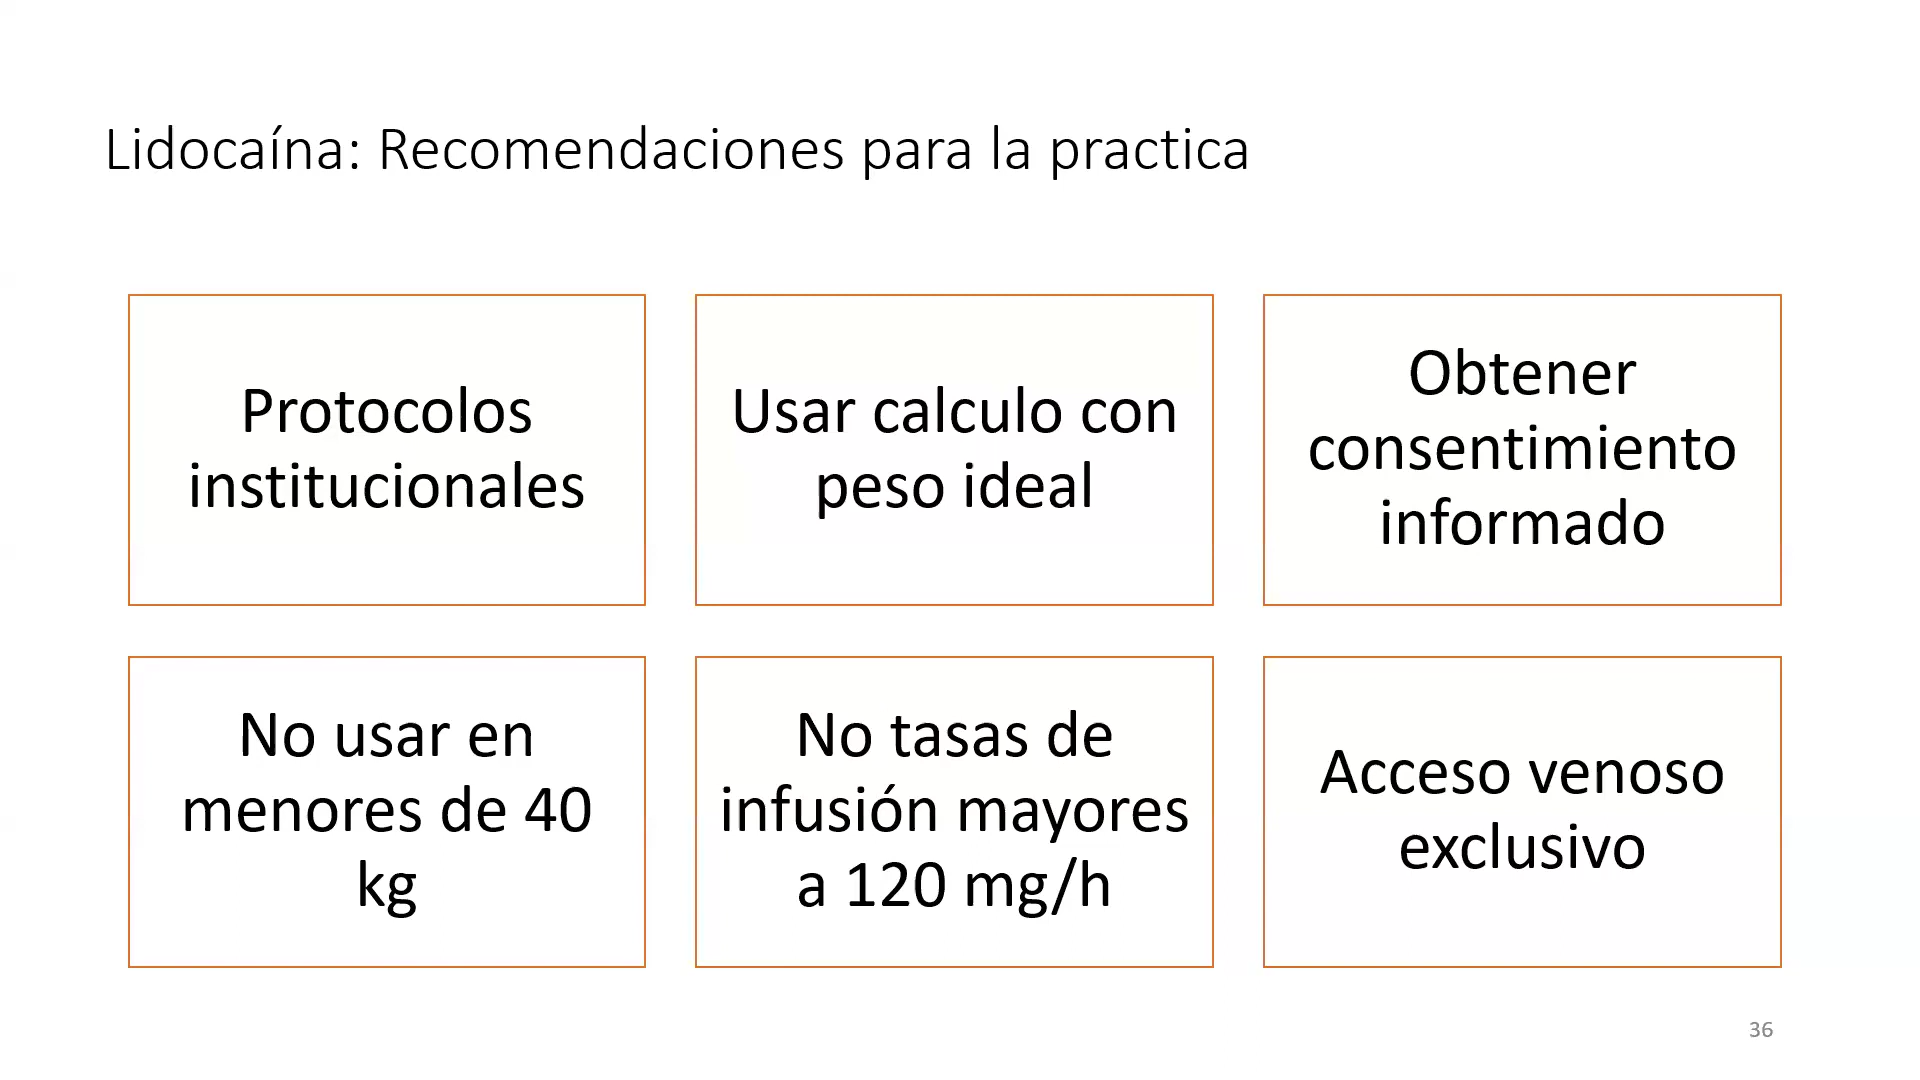 Lidocaína: Recomendaciones para la practica
Protocolos
institucionales
Usar calculo con
peso ideal
Obtener
consentimiento
informado
No usar en
menores de 40
kg
No tasas de
infusión mayores
a 120 mg/h
Acceso venoso
exclusivo
36